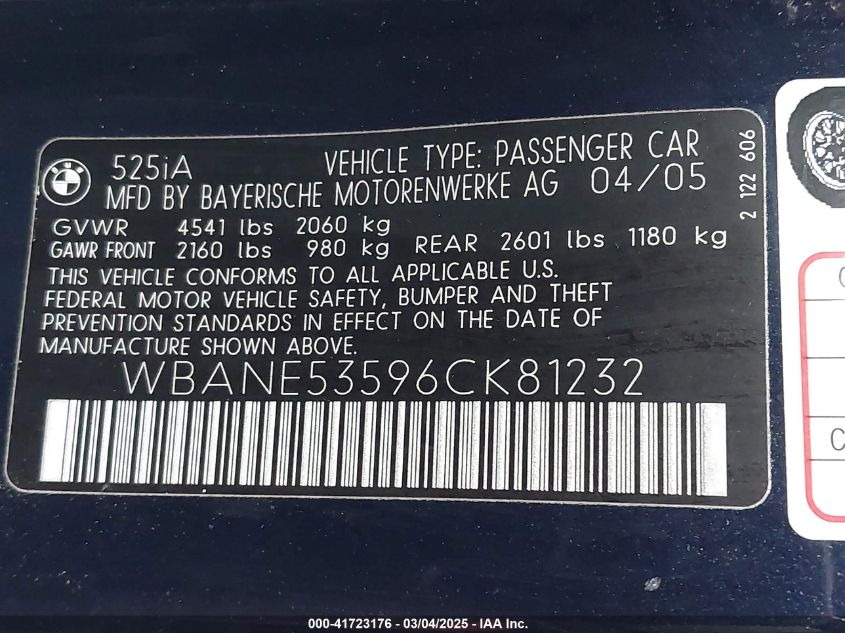 BMW
525iA VEHICLE TYPE: PASSENGER CAR
MFD BY BAYERISCHE MOTORENWERKE AG 04/05
GVWR 4541 lbs 2060 kg
GAWR FRONT 2160 lbs 980 kg REAR 2601 lbs 1180 kg
THIS VEHICLE CONFORMS TO ALL APPLICABLE U.S.
FEDERAL MOTOR VEHICLE SAFETY, BUMPER AND THEFT
PREVENTION STANDARDS IN EFFECT ON THE DATE OF
MANUFACTURE SHOWN ABOVE.
WBANE53596CK81232
2 122 606
000-41723176 - 03/04/2025 - IAA Inc.